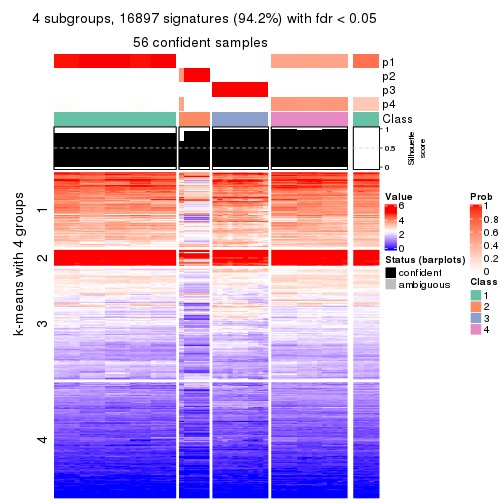 4 subgroups, 16897 signatures (94.2%) with fdr < 0.05
56 confident samples
p1
p2
p3
p4
Class
1
0.5
0
Silhouette
score
k-means with 4 groups
1
2
3
4
Value
6
4
2
0
Status (barplots)
confident
ambiguous
Prob
1
0.8
0.6
0.4
0.2
0
Class
1
2
3
4